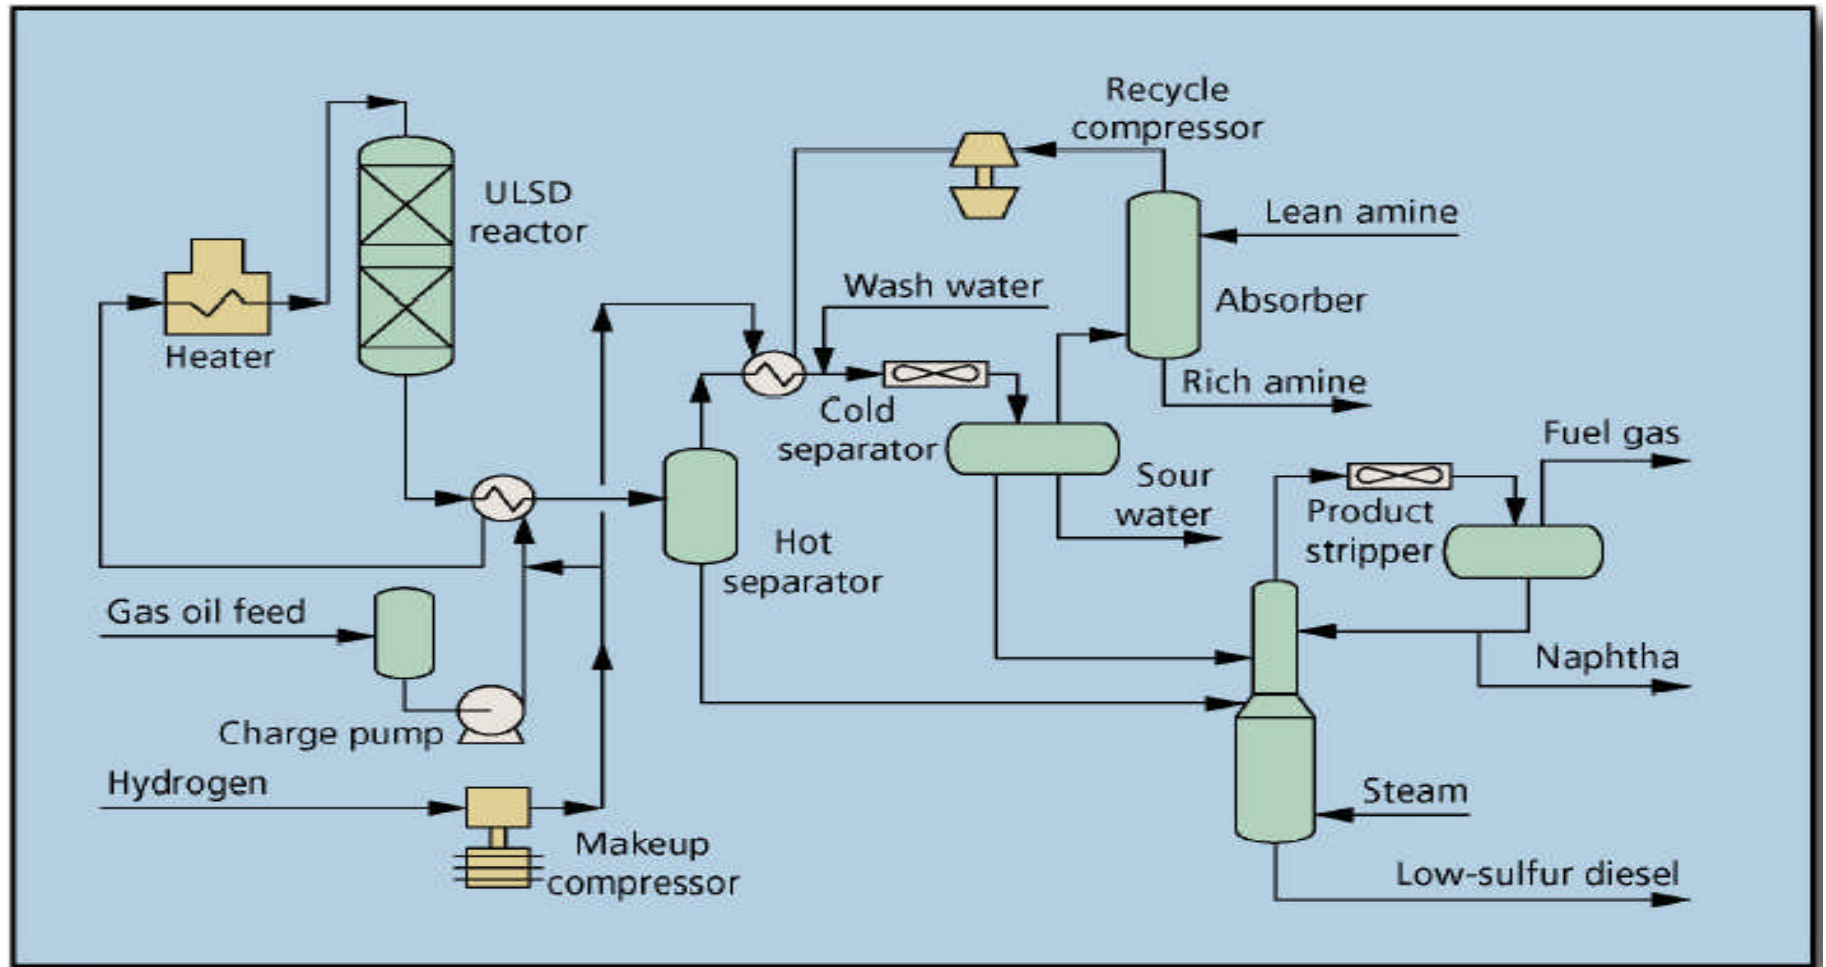 Recycle
compressor
ULSD
reactor
Lean amine
Wash water
Absorber
Heater
Rich amine
Cold
separator
Fuel gas
Sour
water
Product
stripper
Hot
separator
Gas oil feed
Naphtha
Charge pump
Hydrogen
Steam
Makeup
compressor
Low-sulfur diesel